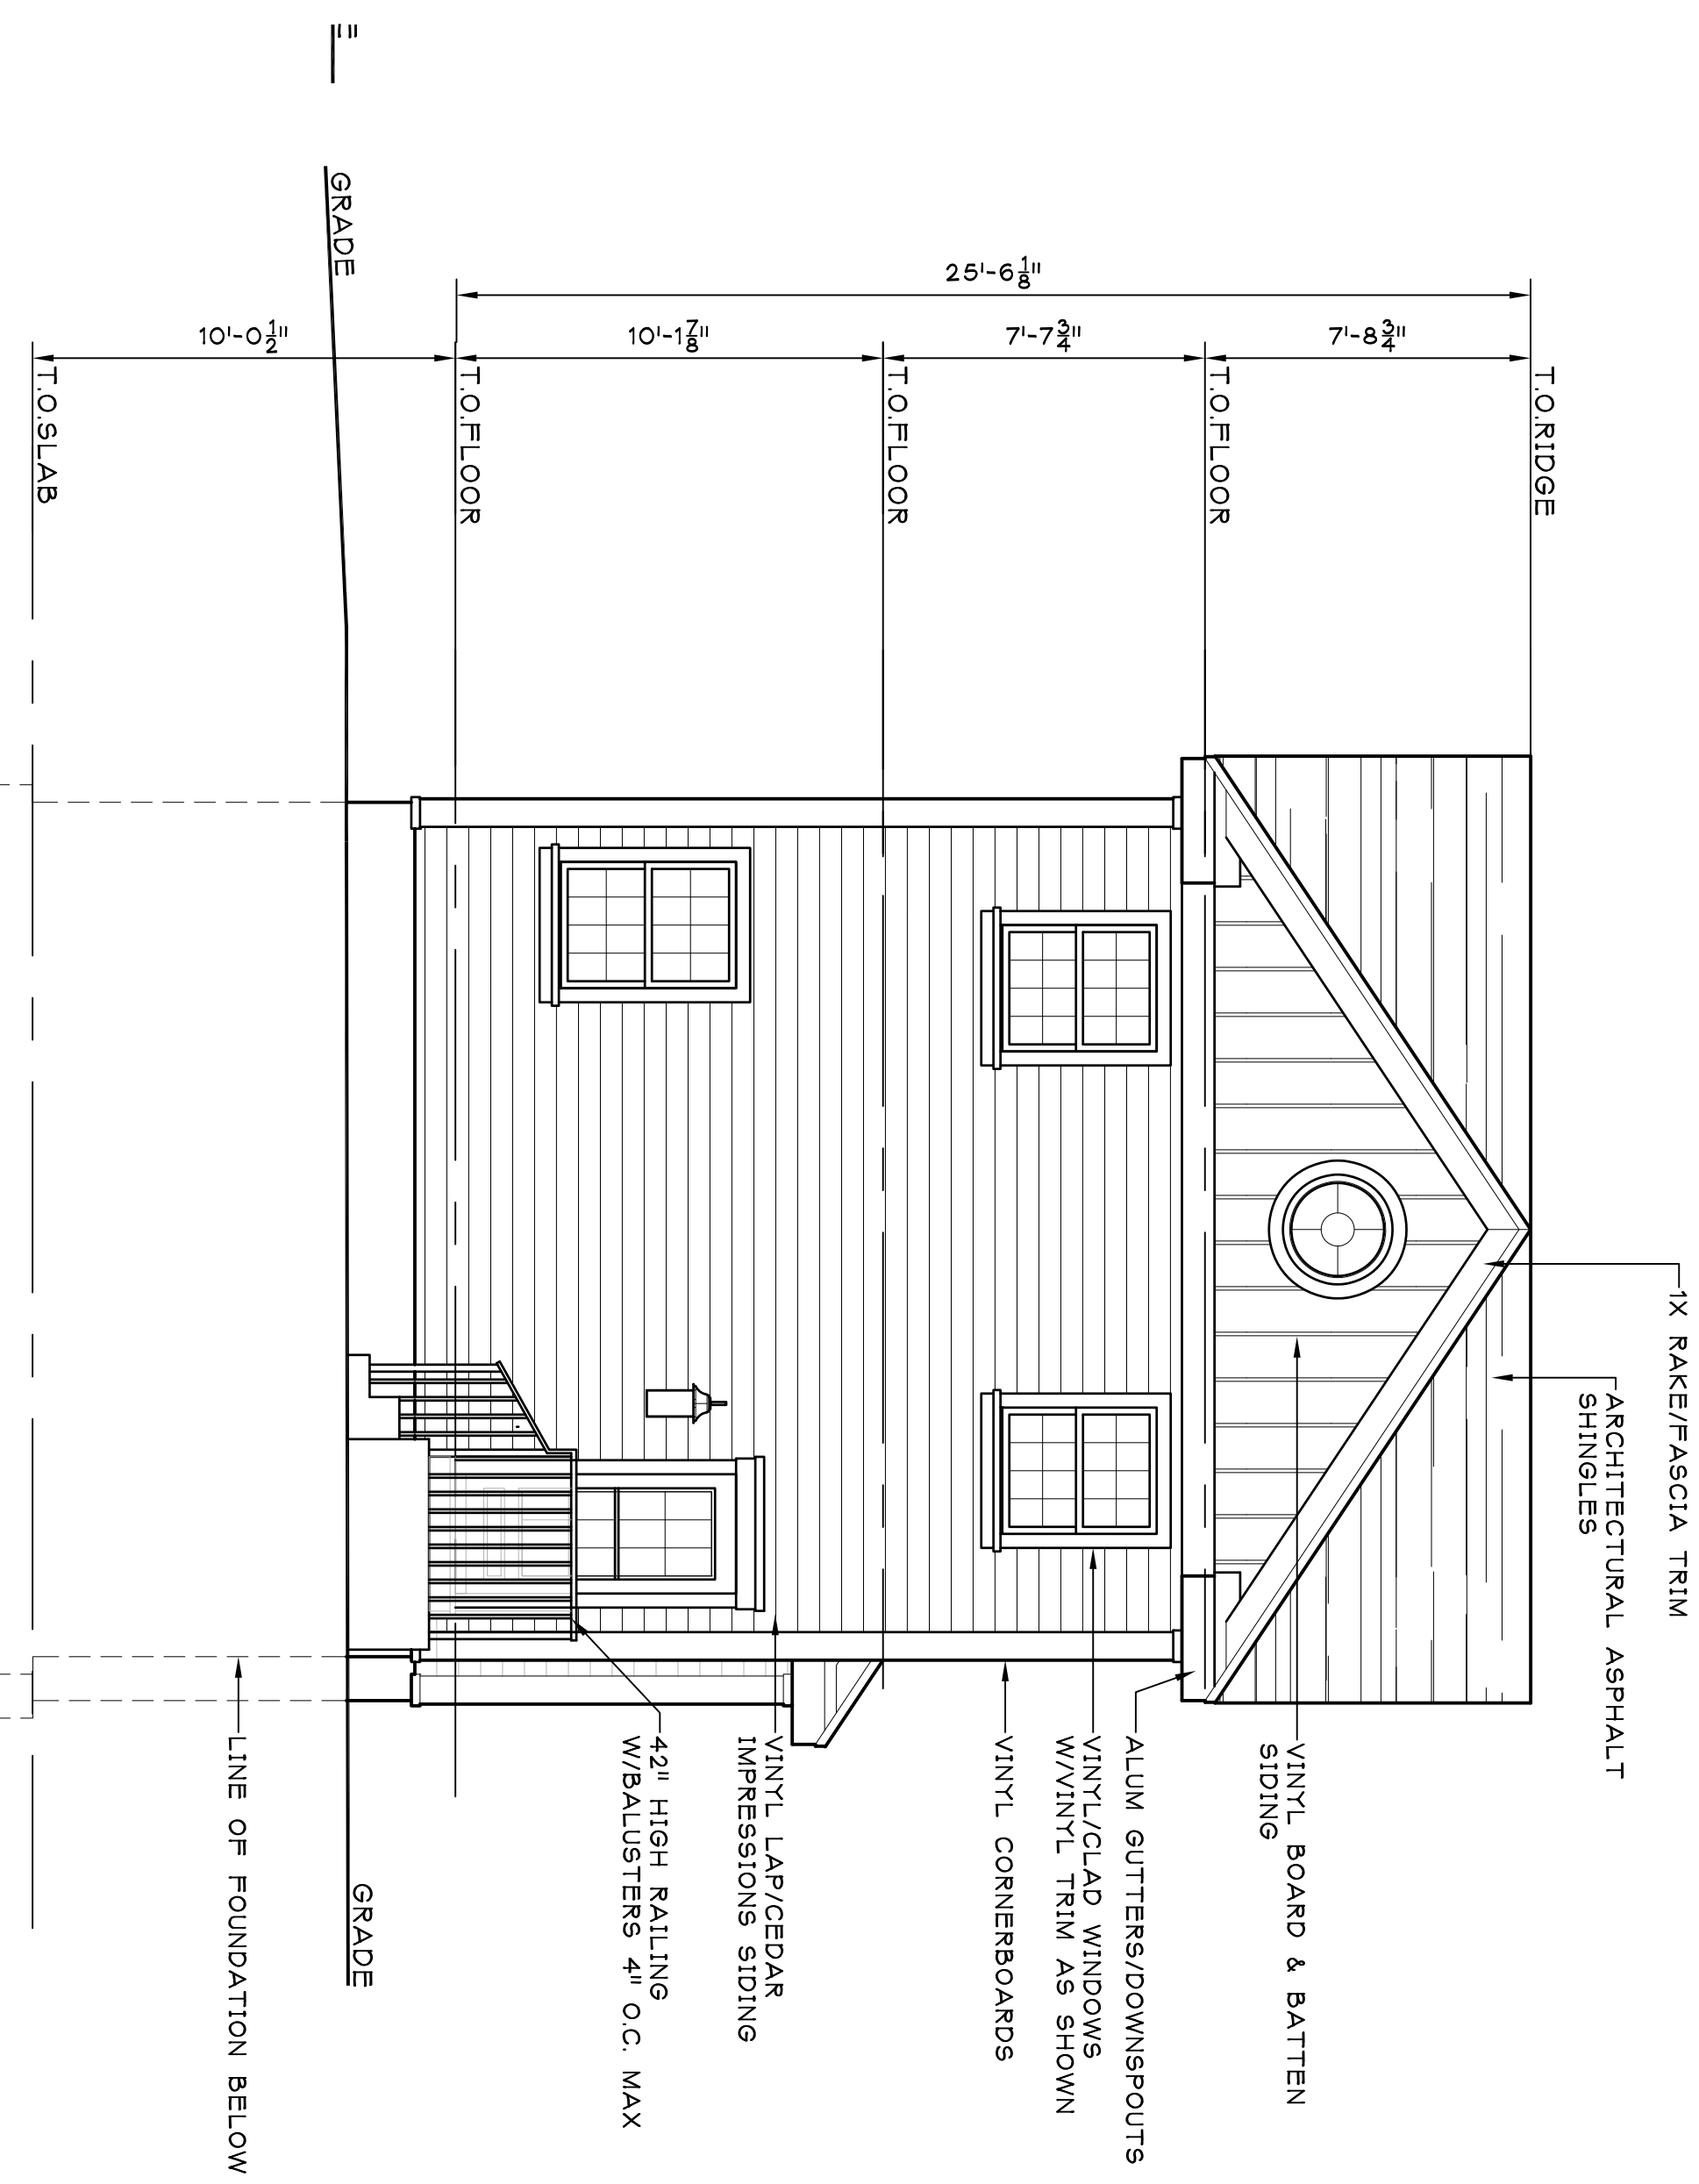 1X RAKE/FASCIA TRIM
ARCHITECTURAL ASPHALT
SHINGLES
T.O.RIDGE
7'-8 3/4"
VINYL BOARD & BATTEN
SIDING
T.O.FLOOR
ALUM GUTTERS/DOWNSPOUTS
VINYL/CLAD WINDOWS
W/VINYL TRIM AS SHOWN
25'-6 1/8"
7'-7 3/4"
VINYL CORNERBOARDS
T.O.FLOOR
10'-1 7/8"
VINYL LAP/CEDAR
IMPRESSIONS SIDING
42" HIGH RAILING
W/BALUSTERS 4" O.C. MAX
T.O.FLOOR
GRADE
GRADE
10'-0 1/2"
LINE OF FOUNDATION BELOW
T.O.SLAB